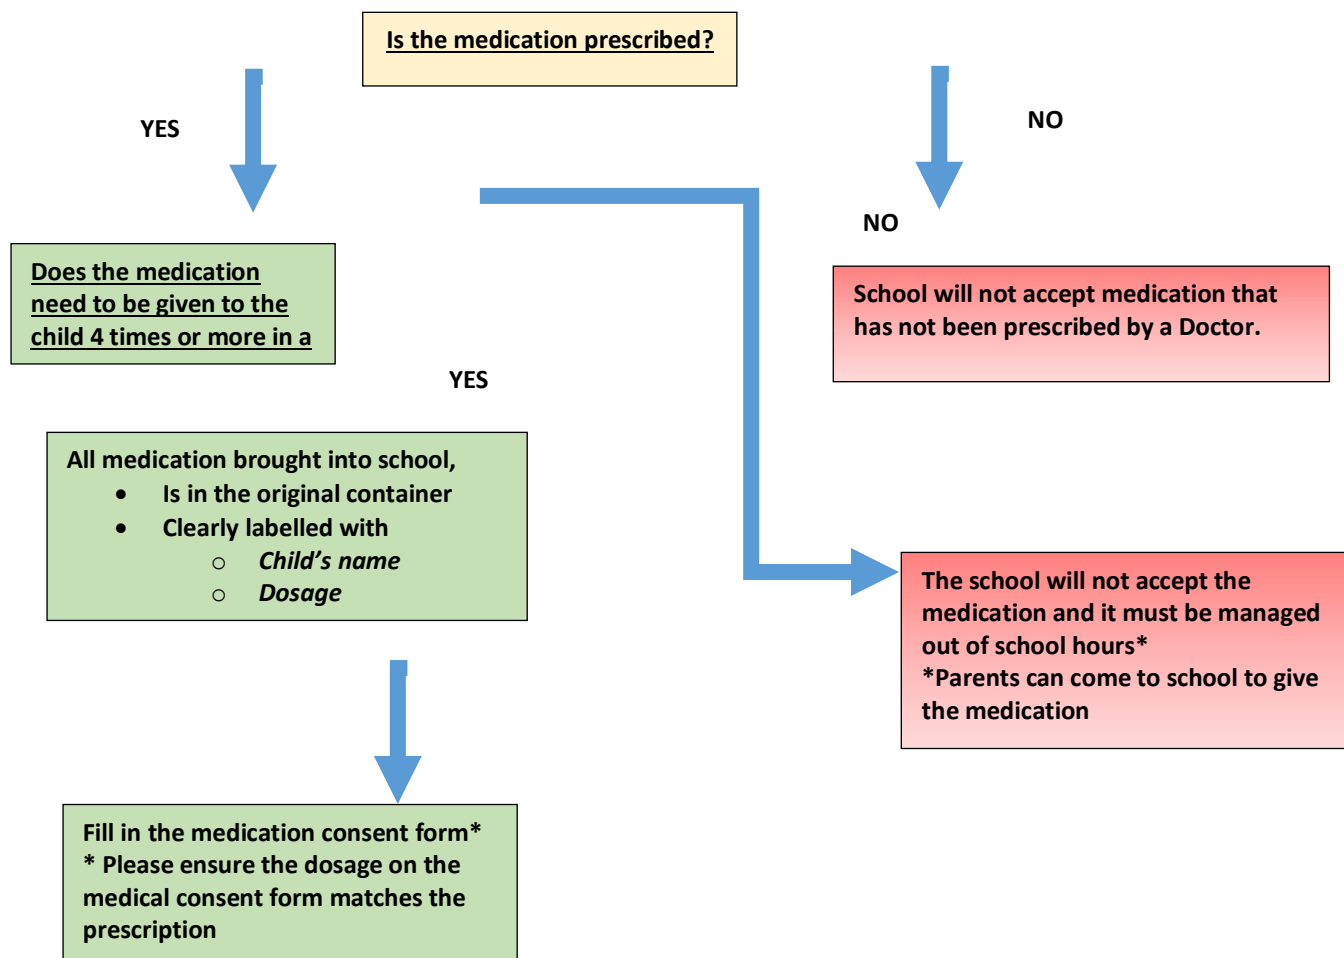 Is the medication prescribed?
YES
NO
NO
Does the medication
need to be given to the
child 4 times or more in a
School will not accept medication that
has not been prescribed by a Doctor.
YES
All medication brought into school,
• Is in the original container
• Clearly labelled with
o Child’s name
o Dosage
The school will not accept the
medication and it must be managed
out of school hours*
*Parents can come to school to give
the medication
Fill in the medication consent form*
* Please ensure the dosage on the
medical consent form matches the
prescription